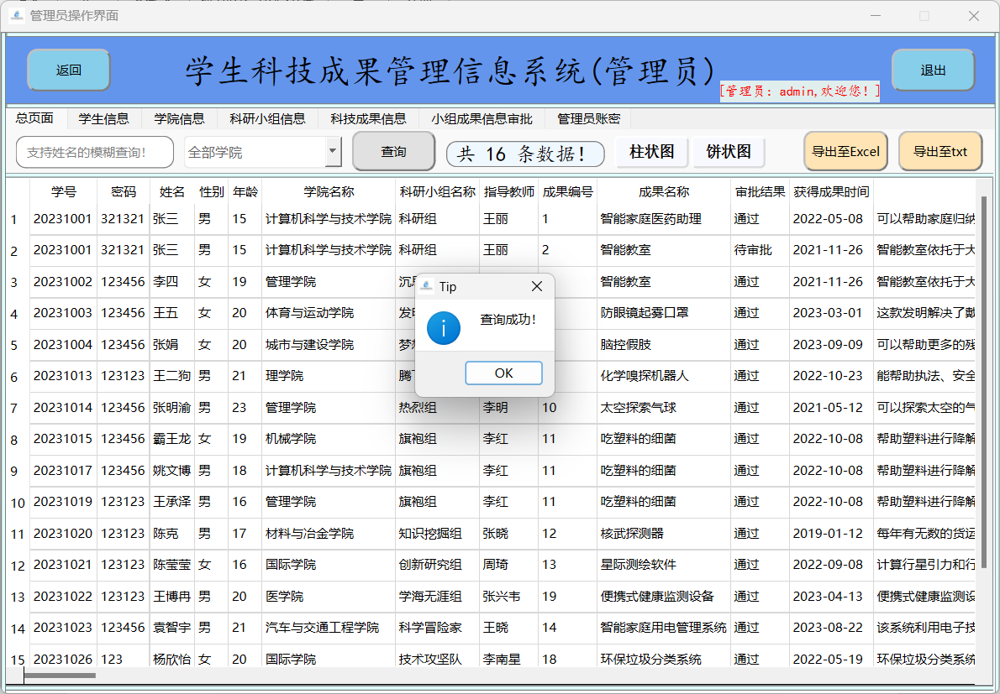 管理员操作界面
返回
学生科技成果管理信息系统(管理员)
[管理员: admin,欢迎您! ]
退出
总页面 学生信息 学院信息 科研小组信息 科技成果信息 小组成果信息审批 管理员账密
支持姓名的模糊查询!
全部学院
查询
共 16 条数据!
柱状图
饼状图
导出至Excel
导出至txt
学号 密码 姓名 性别 年龄 学院名称 科研小组名称 指导教师 成果编号 成果名称 审批结果 获得成果时间
1 20231001 321321 张三 男 15 计算机科学与技术学院 科研组 王丽 1 智能家庭医药助理 通过 2022-05-08 可以帮助家庭归纳
2 20231001 321321 张三 男 15 计算机科学与技术学院 科研组 王丽 2 智能教室 待审批 2021-11-26 智能教室依托于大
3 20231002 123456 李四 女 19 管理学院 智能教室 通过 2021-11-26 智能教室依托于大
4 20231003 123456 王五 女 20 体育与运动学院 防眼镜起雾口罩 通过 2023-03-01 这款发明解决了戴
5 20231004 123456 张娟 女 20 城市与建设学院 脑控假肢 通过 2023-09-09 可以帮助更多的残
6 20231013 123123 王二狗 男 21 理学院 腾 化学嗅探机器人 通过 2022-10-23 能帮助执法、安全
7 20231014 123456 张明渝 男 23 管理学院 热烈组 李明 10 太空探索气球 通过 2021-05-12 可以探索太空的气
8 20231015 123456 霸王龙 女 19 机械学院 旗袍组 李红 11 吃塑料的细菌 通过 2022-10-08 帮助塑料进行降解
9 20231017 123456 姚文博 男 18 计算机科学与技术学院 旗袍组 李红 11 吃塑料的细菌 通过 2022-10-08 帮助塑料进行降解
10 20231019 123123 王承泽 男 16 管理学院 旗袍组 李红 11 吃塑料的细菌 通过 2022-10-08 帮助塑料进行降解
11 20231020 123123 陈克 男 17 材料与冶金学院 知识挖掘组 张晓 12 核武探测器 通过 2019-01-12 每年有无数的货运
12 20231021 123123 陈莹莹 女 16 国际学院 创新研究组 周琦 13 星际测绘软件 通过 2022-09-08 计算行星引力和行
13 20231022 123123 王博冉 男 20 医学院 学海无涯组 张兴韦 19 便携式健康监测设备 通过 2023-04-13 便携式健康监测设
14 20231023 123456 袁智宇 男 21 汽车与交通工程学院 科学冒险家 王晓 14 智能家庭用电管理系统 通过 2023-08-22 该系统利用电子技
15 20231026 123 杨欣怡 女 20 国际学院 技术攻坚队 李南星 18 环保垃圾分类系统 通过 2022-05-19 环保垃圾分类系统
Tip
查询成功!
OK